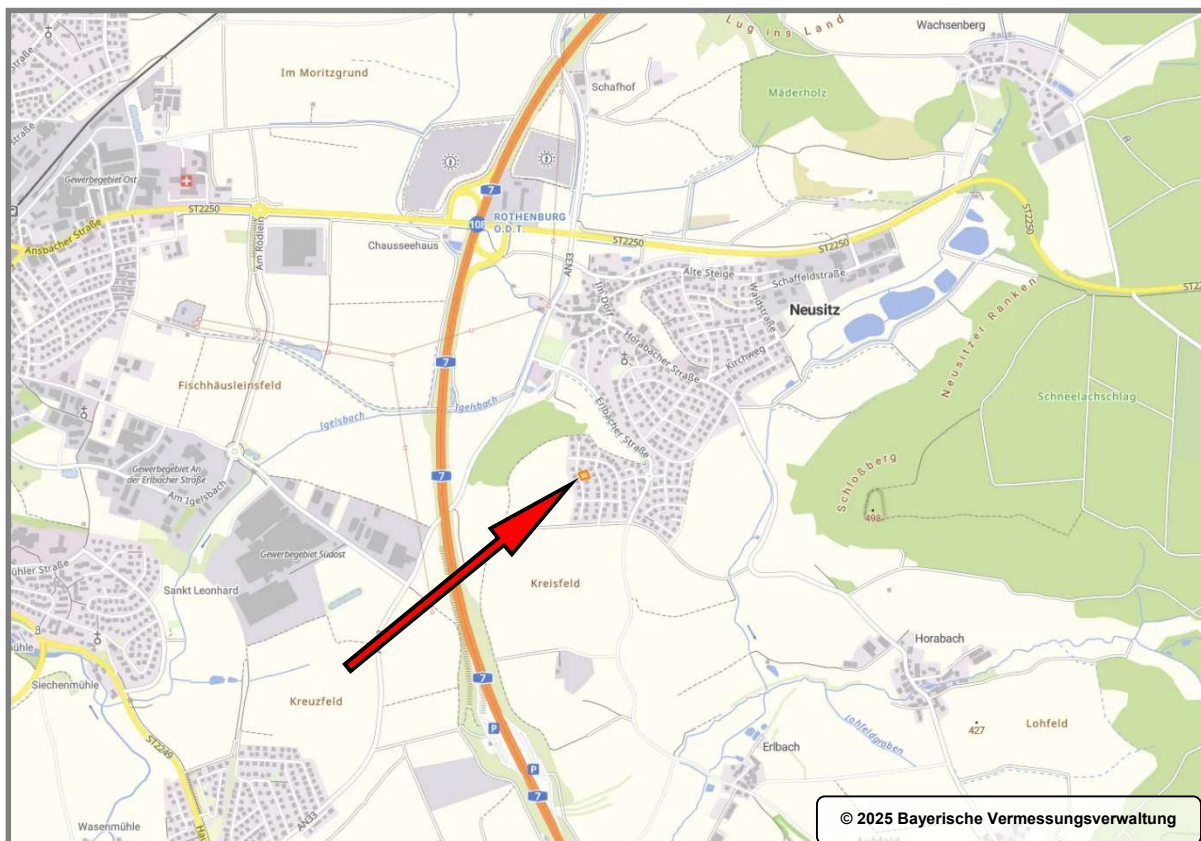 Lug ins Land
Wachsenberg
Im Moritzgrund
Schafhof
Mäderholz
Gewerbegebiet-Ost
7
ST2250
ROTHENBURG
O.D.T.
108
Ansbacher Straße
Am Rödlein
Chausseehaus
ST2250
ST2250
ST2250
AN33
Alte Steige
Schaffeldstraße
Im Dorf
Waldstraße
Neusitz
Horabacher Straße
Kirchweg
Neusitzer Ranken
7
Fischhäusleinsfeld
Igelsbach
Igelsbach
Erlbacher Straße
Schneelachschlag
Gewerbegebiet An
der Erlbacher Straße
Am Igelsbach
7
Schloßberg
498
Gewerbegebiet Südost
Kreisfeld
Sankt Leonhard
Horabach
Siechenmühle
Kreuzfeld
7
P
427
Lohfeld
Lohfeldgraben
ST2249
Erlbach
P
7
Wasenmühle
AN33
© 2025 Bayerische Vermessungsverwaltung